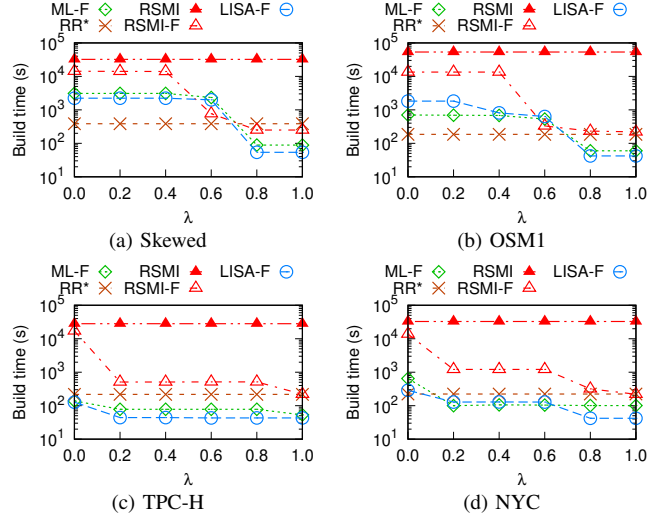 ML-F RSMI LISA-F
RR* RSMI-F
Build time (s)
10^5
10^4
10^3
10^2
10^1
0.0 0.2 0.4 0.6 0.8 1.0
λ
(a) Skewed
ML-F RSMI LISA-F
RR* RSMI-F
Build time (s)
10^5
10^4
10^3
10^2
10^1
0.0 0.2 0.4 0.6 0.8 1.0
λ
(b) OSM1
ML-F RSMI LISA-F
RR* RSMI-F
Build time (s)
10^5
10^4
10^3
10^2
10^1
0.0 0.2 0.4 0.6 0.8 1.0
λ
(c) TPC-H
ML-F RSMI LISA-F
RR* RSMI-F
Build time (s)
10^5
10^4
10^3
10^2
10^1
0.0 0.2 0.4 0.6 0.8 1.0
λ
(d) NYC